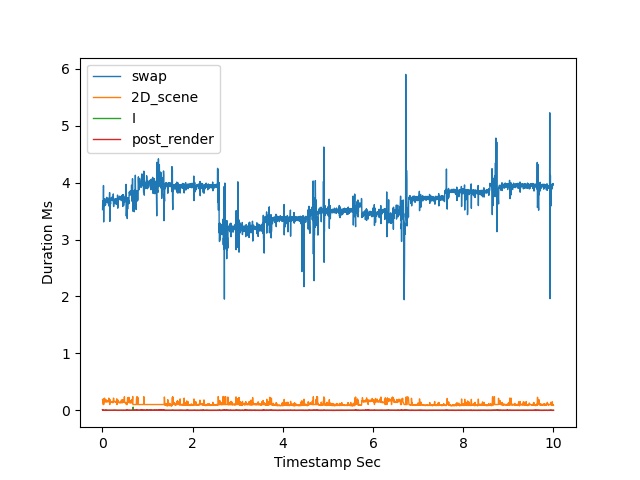 6
5
4
3
2
1
0
Duration Ms
swap
2D_scene
I
post_render
0 2 4 6 8 10
Timestamp Sec